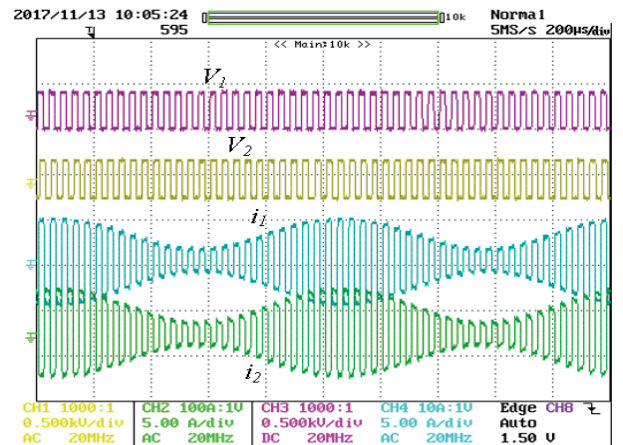 2017/11/13 10:05:24 10k Normal
595 5MS/s 200µs/div
<< Main:10k >>
V1
V2
i1
i2
CH1 1000:1 CH2 100A:1V CH3 1000:1 CH4 10A:1V Edge CH8
0.500kV/div 5.00 A/div 0.500kV/div 5.00 A/div Auto
AC 20MHz AC 20MHz DC 20MHz AC 20MHz 1.50 V